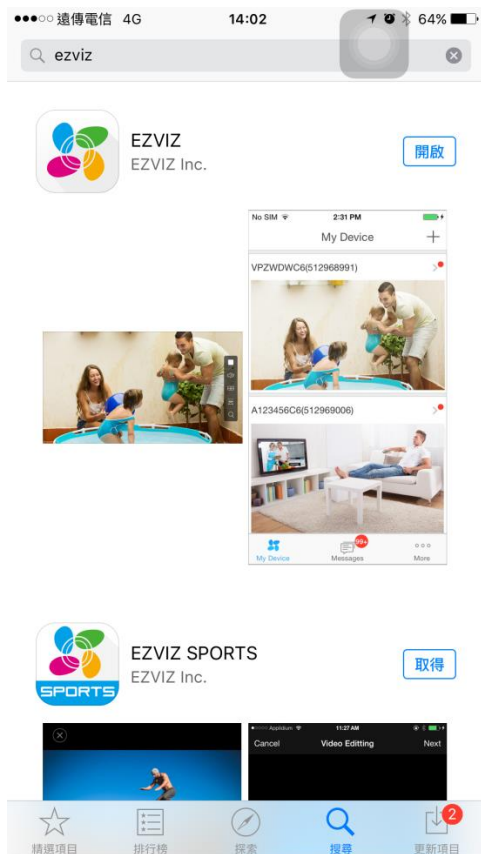 遠傳電信 4G 14:02 64%
ezviz
EZVIZ
EZVIZ Inc.
開啟
No SIM 2:31 PM
My Device
VPZWDWC6(512968991)
A123456C6(512969006)
99+
My Device Messages More
EZVIZ SPORTS
EZVIZ Inc.
取得
SPORTS
Applidium 11:27 AM
Cancel Video Editting Next
2
精選項目 排行榜 探索 搜尋 更新項目